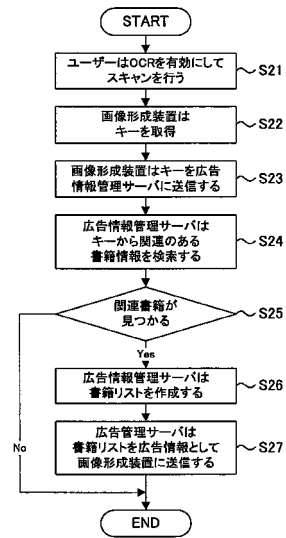 START
ユーザーはOCRを有効にして
スキャンを行う
S21
画像形成装置は
キーを取得
S22
画像形成装置はキーを広告
情報管理サーバに送信する
S23
広告情報管理サーバは
キーから関連のある
書籍情報を検索する
S24
関連書籍が
見つかる
S25
Yes
広告情報管理サーバは
書籍リストを作成する
S26
広告管理サーバは
書籍リストを広告情報として
画像形成装置に送信する
S27
No
END